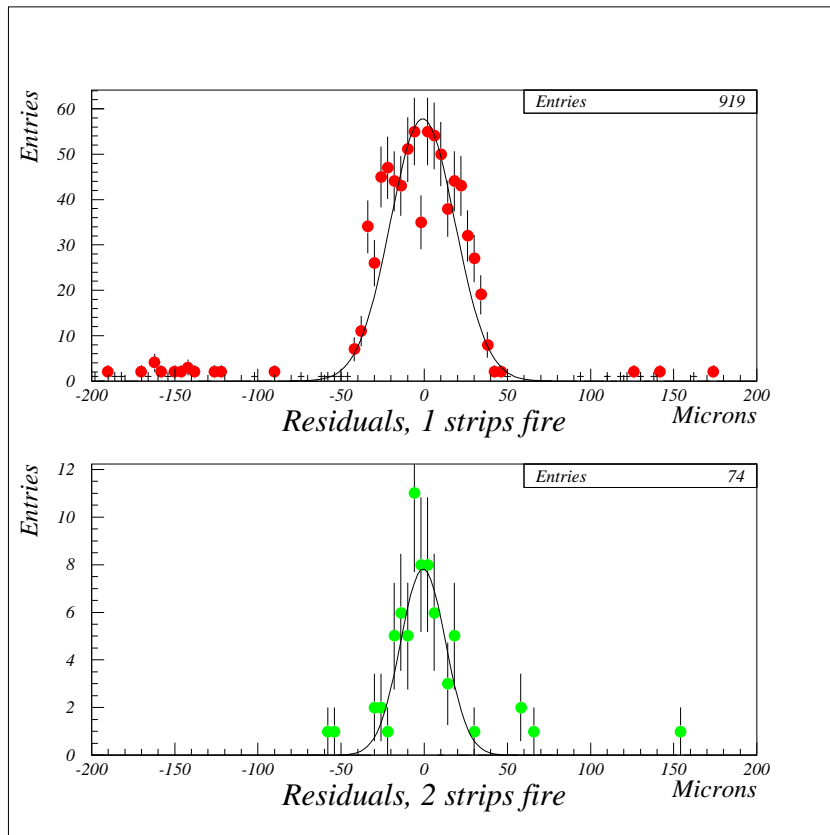 Entries 919
Entries
60
50
40
30
20
10
0
-200 -150 -100 -50 0 50 100 150 200
Residuals, 1 strips fire
Microns
Entries 74
Entries
12
10
8
6
4
2
0
-200 -150 -100 -50 0 50 100 150 200
Residuals, 2 strips fire
Microns